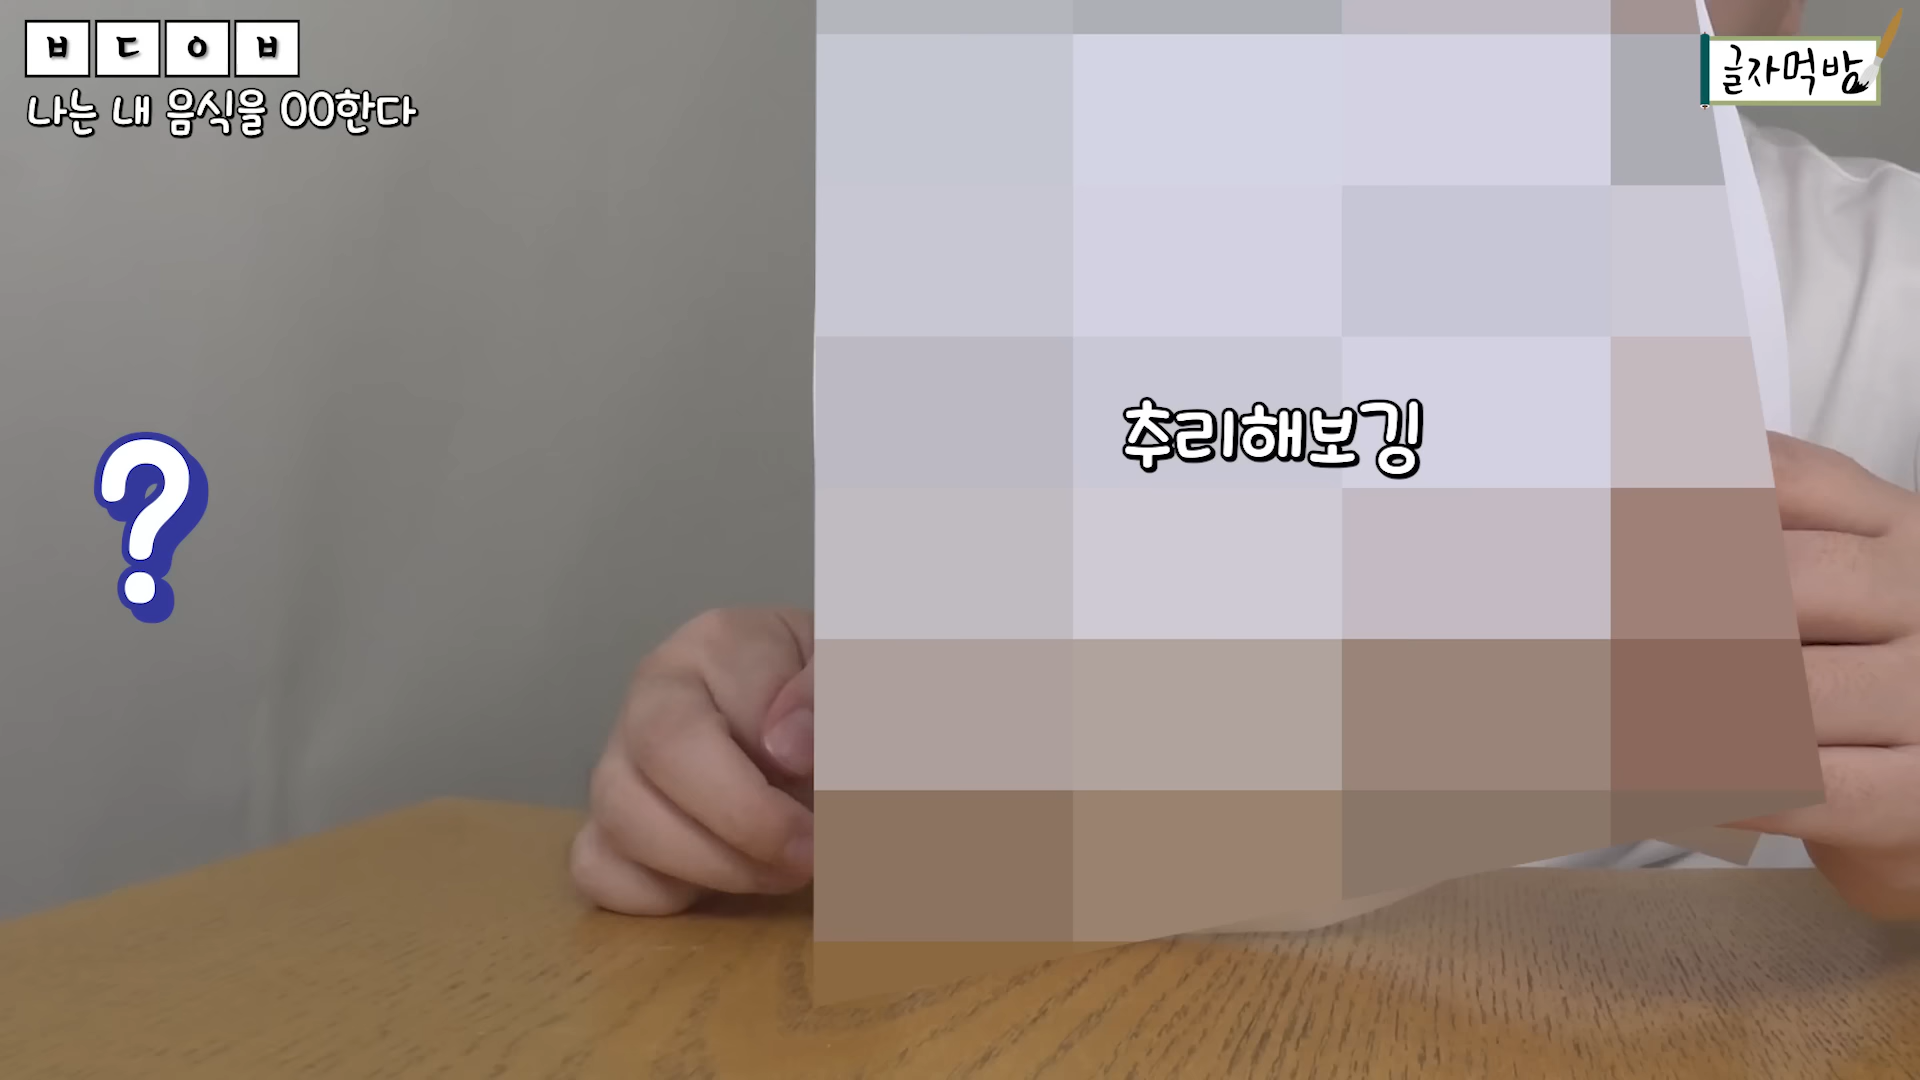 ㅂ ㄷ ㅇ ㅂ
나는 내 음식을 00한다
글자먹방
?
추리해보깅